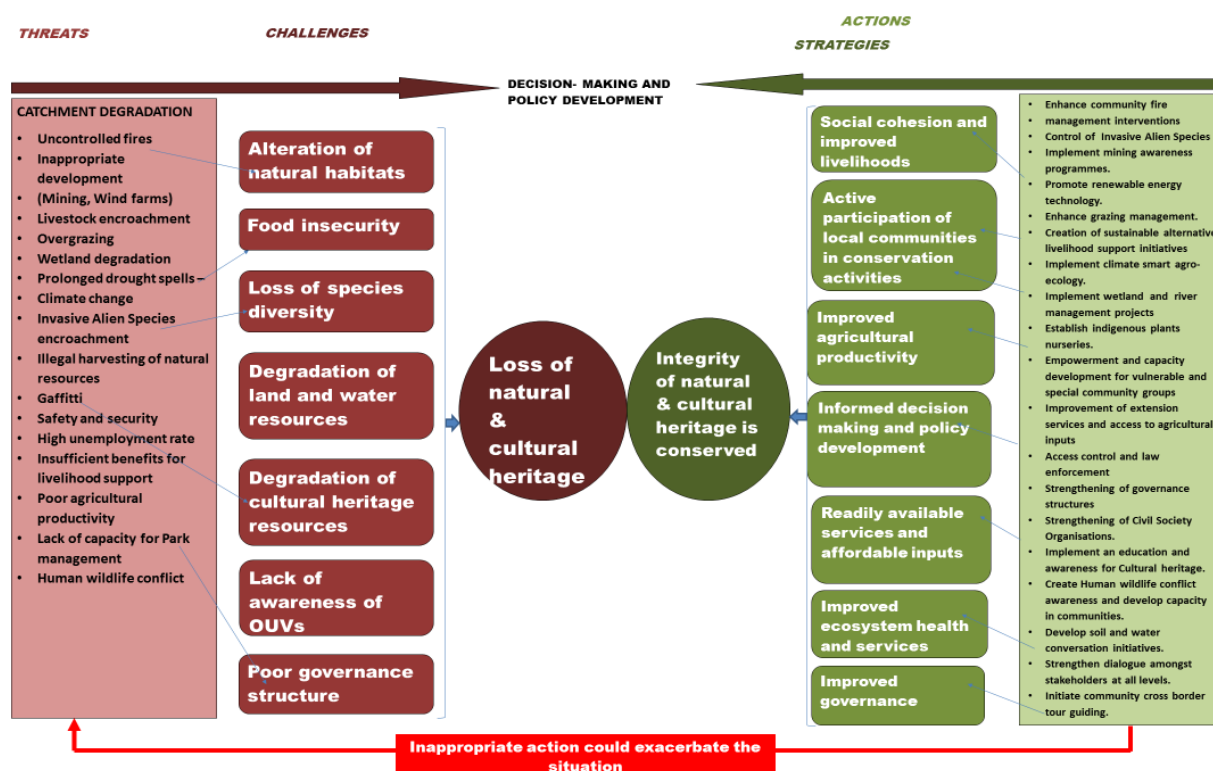 THREATS
CHALLENGES
ACTIONS
STRATEGIES
DECISION- MAKING AND
POLICY DEVELOPMENT
CATCHMENT DEGRADATION
• Uncontrolled fires
• Inappropriate
development
• (Mining, Wind farms)
• Livestock encroachment
• Overgrazing
• Wetland degradation
• Prolonged drought spells
• Climate change
• Invasive Alien Species
encroachment
• Illegal harvesting of natural
resources
• Gaffitti
• Safety and security
• High unemployment rate
• Insufficient benefits for
livelihood support
• Poor agricultural
productivity
• Lack of capacity for Park
management
• Human wildlife conflict
Alteration of
natural habitats
Food insecurity
Loss of species
diversity
Degradation of
land and water
resources
Degradation of
cultural heritage
resources
Lack of
awareness of
OUVs
Poor governance
structure
Loss of
natural
&
cultural
heritage
Integrity
of natural
& cultural
heritage is
conserved
Social cohesion and
improved
livelihoods
Active
participation of
local communities
in conservation
activities
Improved
agricultural
productivity
Informed decision
making and policy
development
Readily available
services and
affordable inputs
Improved
ecosystem health
and services
Improved
governance
• Enhance community fire
• management interventions
• Control of Invasive Alien Species
• Implement mining awareness
programmes.
• Promote renewable energy
technology.
• Enhance grazing management.
• Creation of sustainable alternative
livelihood support initiatives
• Implement climate smart agro-
ecology.
• Implement wetland and river
management projects
• Establish indigenous plants
nurseries.
• Empowerment and capacity
development for vulnerable and
special community groups
• Improvement of extension
services and access to agricultural
inputs
• Access control and law
enforcement
• Strengthening of governance
structures
• Strengthening of Civil Society
Organisations.
• Implement an education and
awareness for Cultural heritage.
• Create Human wildlife conflict
awareness and develop capacity
in communities.
• Develop soil and water
conversation initiatives.
• Strengthen dialogue amongst
stakeholders at all levels.
• Initiate community cross border
tour guiding.
Inappropriate action could exacerbate the
situation